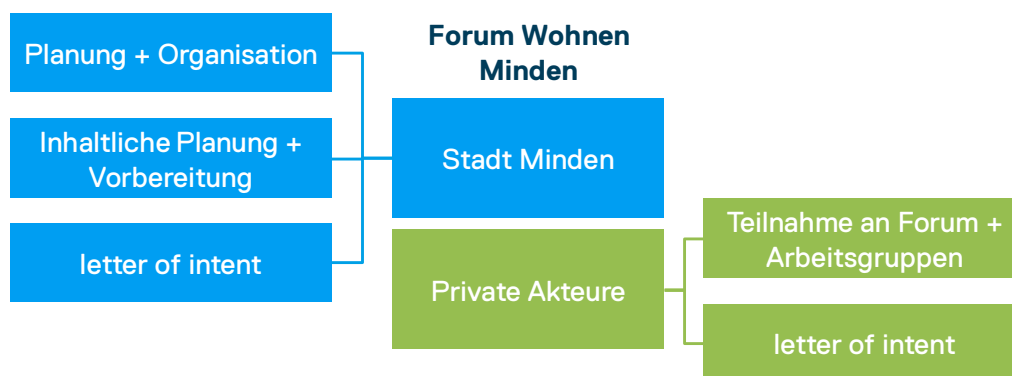 Planung + Organisation
Inhaltliche Planung +
Vorbereitung
letter of intent
Forum Wohnen
Minden
Stadt Minden
Private Akteure
Teilnahme an Forum +
Arbeitsgruppen
letter of intent